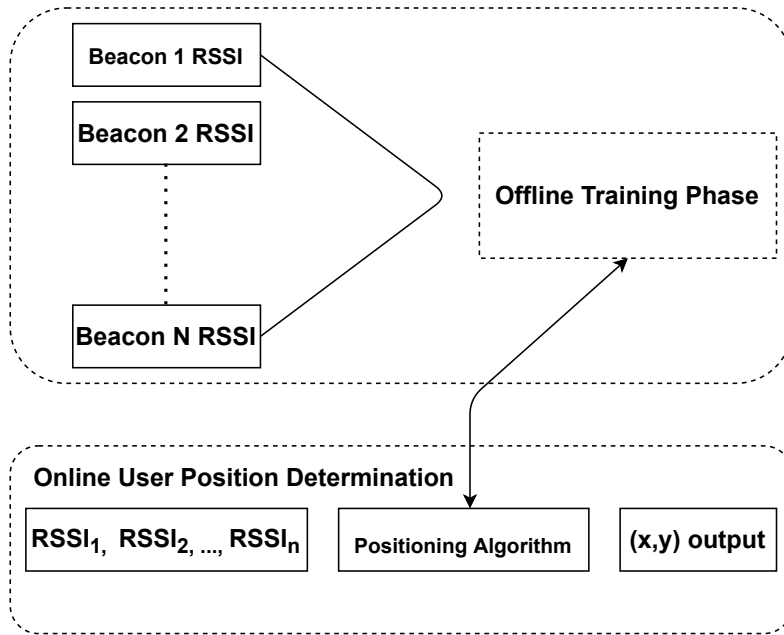 Beacon 1 RSSI
Beacon 2 RSSI
Offline Training Phase
Beacon N RSSI
Online User Position Determination
RSSI1, RSSI2, ..., RSSIn
Positioning Algorithm
(x,y) output